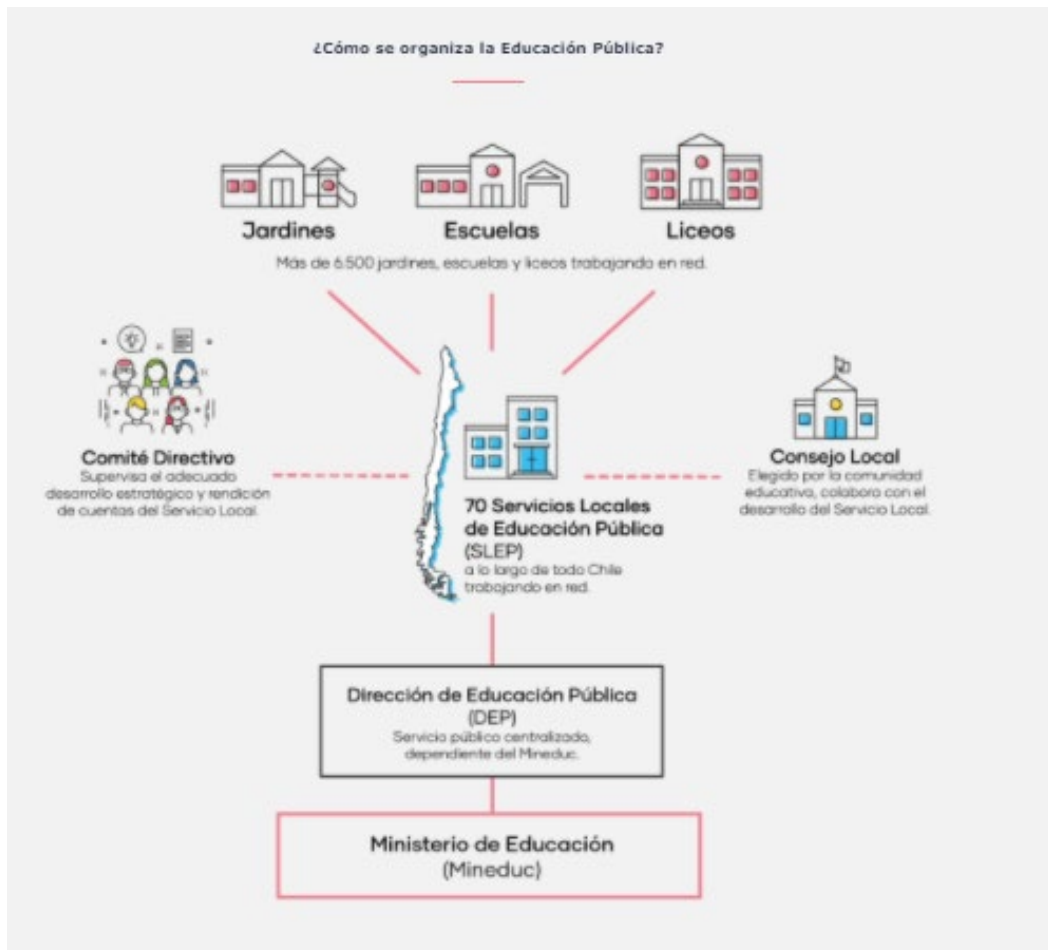 ¿Cómo se organiza la Educación Pública?
Jardines
Escuelas
Liceos
Más de 6.500 jardines, escuelas y liceos trabajando en red.
Comité Directivo
Supervisa el adecuado
desarrollo estratégico y rendición
de cuentas del Servicio Local.
70 Servicios Locales
de Educación Pública
(SLEP)
a lo largo de todo Chile
trabajando en red.
Consejo Local
Elegido por la comunidad
educativa, colabora con el
desarrollo del Servicio Local.
Dirección de Educación Pública
(DEP)
Servicio público centralizado,
dependiente del Mineduc.
Ministerio de Educación
(Mineduc)